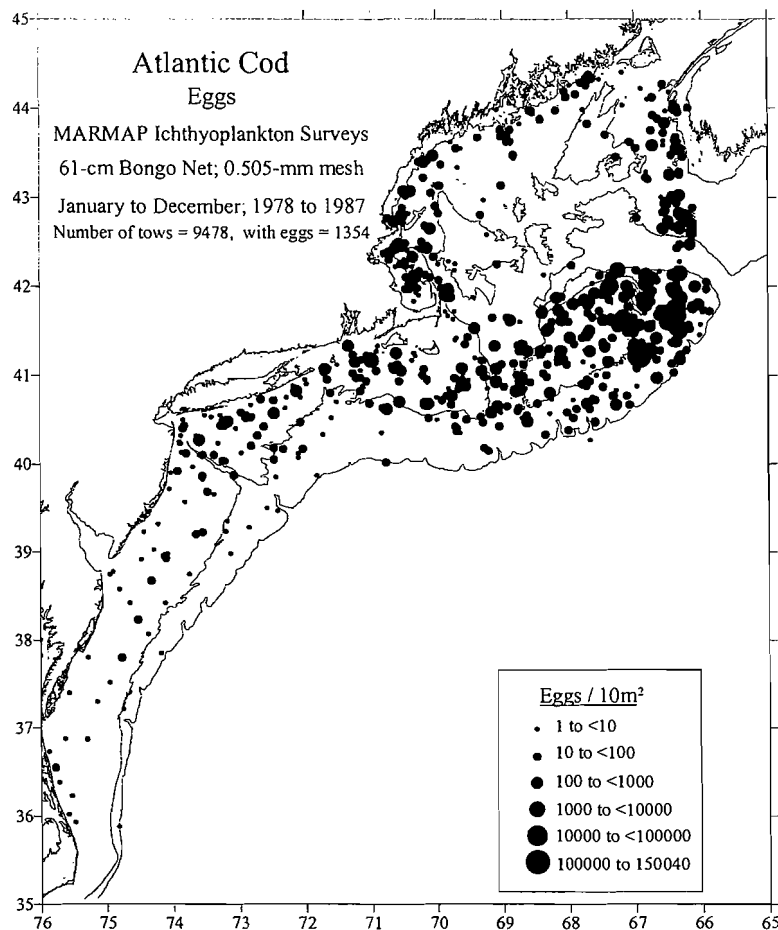 Atlantic Cod
Eggs
MARMAP Ichthyoplankton Surveys
61-cm Bongo Net; 0.505-mm mesh
January to December; 1978 to 1987
Number of tows = 9478, with eggs = 1354
45
44
43
42
41
40
39
38
37
36
35
Eggs / 10m²
1 to <10
10 to <100
100 to <1000
1000 to <10000
10000 to <100000
100000 to 150040
76 75 74 73 72 71 70 69 68 67 66 65